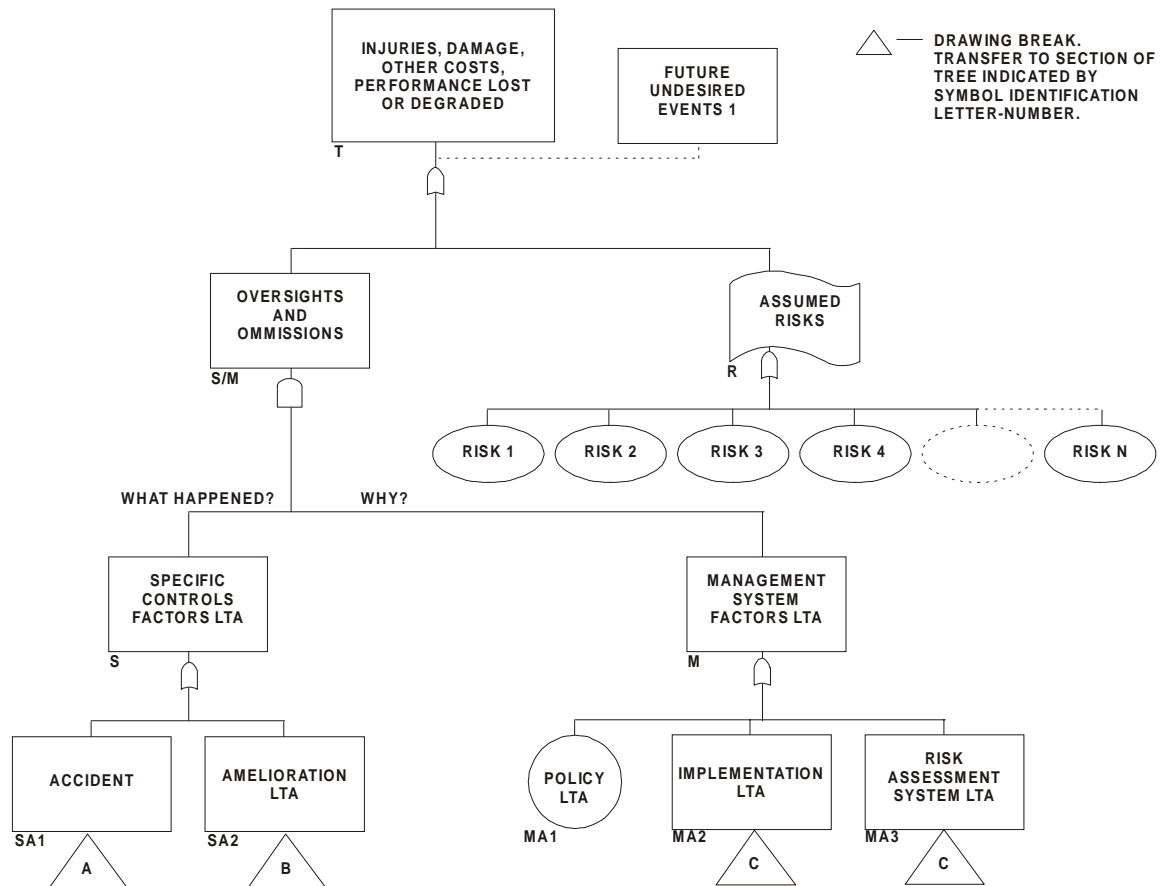 INJURIES, DAMAGE,
OTHER COSTS,
PERFORMANCE LOST
OR DEGRADED
T
FUTURE
UNDESIRED
EVENTS 1
DRAWING BREAK.
TRANSFER TO SECTION OF
TREE INDICATED BY
SYMBOL IDENTIFICATION
LETTER-NUMBER.
OVERSIGHTS
AND
OMMISSIONS
S/M
ASSUMED
RISKS
R
RISK 1
RISK 2
RISK 3
RISK 4
RISK N
WHAT HAPPENED?
WHY?
SPECIFIC
CONTROLS
FACTORS LTA
S
MANAGEMENT
SYSTEM
FACTORS LTA
M
ACCIDENT
SA1
A
AMELIORATION
LTA
SA2
B
POLICY
LTA
MA1
IMPLEMENTATION
LTA
MA2
C
RISK
ASSESSMENT
SYSTEM LTA
MA3
C